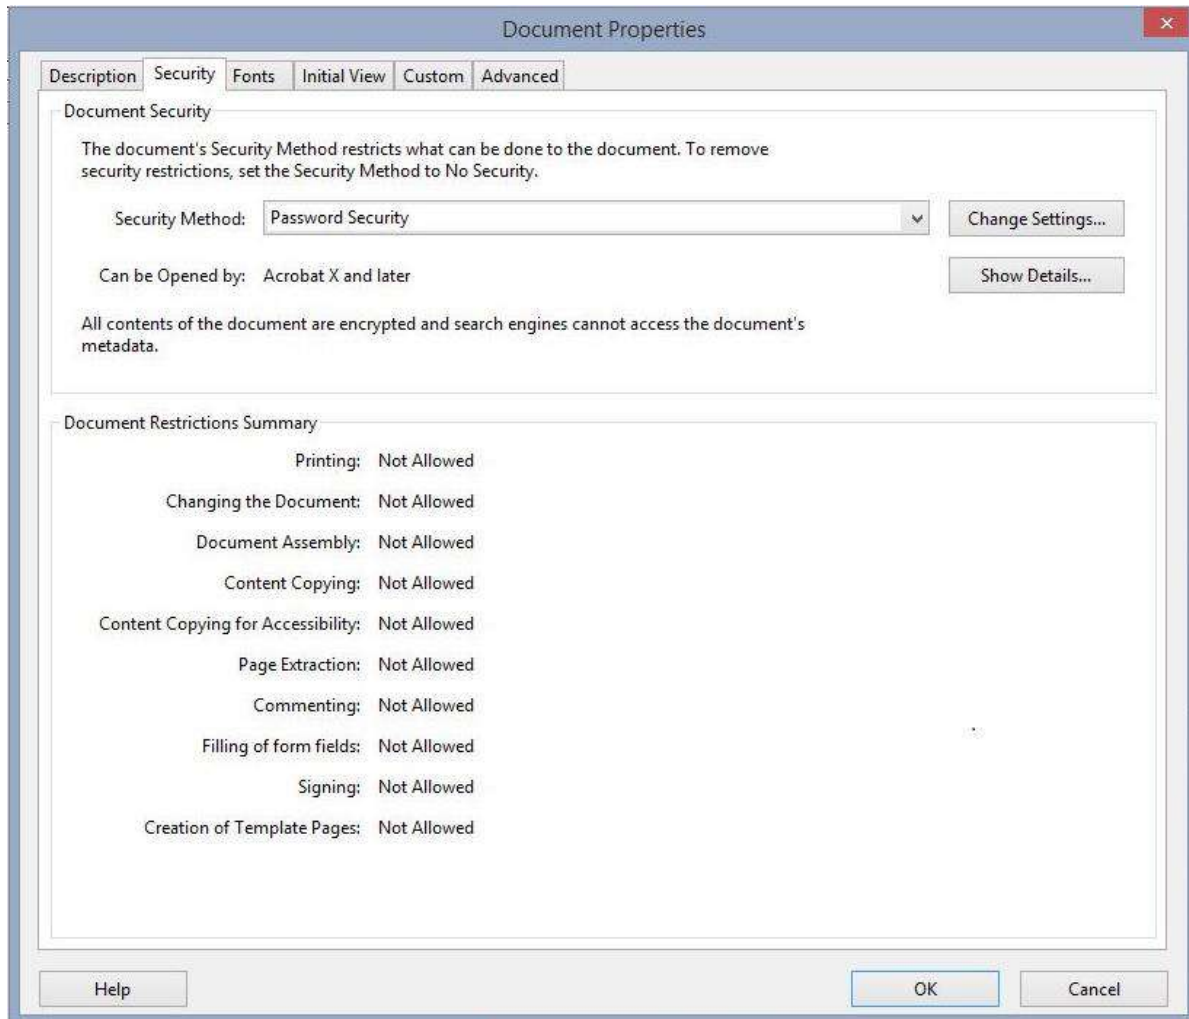 Document Properties
Description Security Fonts Initial View Custom Advanced
Document Security
The document's Security Method restricts what can be done to the document. To remove
security restrictions, set the Security Method to No Security.
Security Method: Password Security Change Settings...
Can be Opened by: Acrobat X and later Show Details...
All contents of the document are encrypted and search engines cannot access the document's
metadata.
Document Restrictions Summary
Printing: Not Allowed
Changing the Document: Not Allowed
Document Assembly: Not Allowed
Content Copying: Not Allowed
Content Copying for Accessibility: Not Allowed
Page Extraction: Not Allowed
Commenting: Not Allowed
Filling of form fields: Not Allowed
Signing: Not Allowed
Creation of Template Pages: Not Allowed
Help OK Cancel